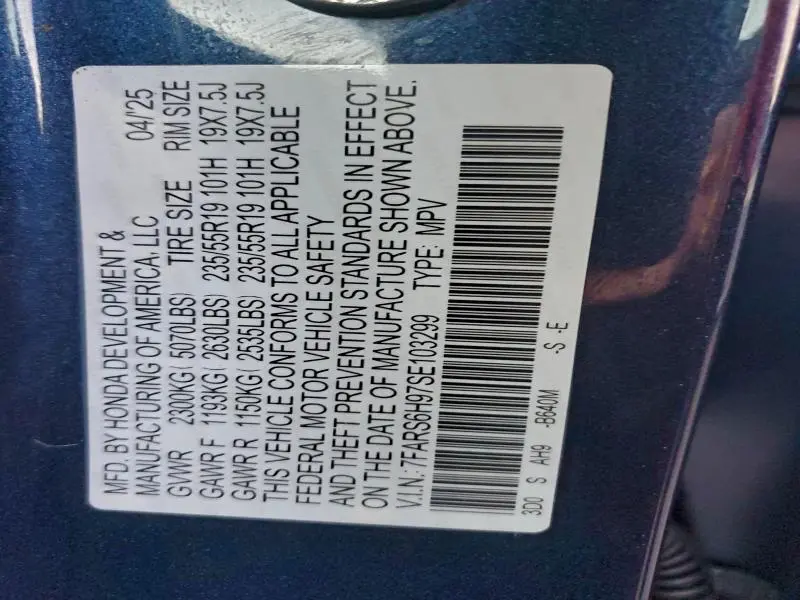 MFD. BY HONDA DEVELOPMENT &
MANUFACTURING OF AMERICA, LLC 04/'25
GVWR 2300KG( 5070LBS) TIRE SIZE RIM SIZE
GAWR F 1193KG( 2630LBS) 235/55R19 101H 19X7.5J
GAWR R 1150KG( 2535LBS) 235/55R19 101H 19X7.5J
THIS VEHICLE CONFORMS TO ALL APPLICABLE
FEDERAL MOTOR VEHICLE SAFETY
AND THEFT PREVENTION STANDARDS IN EFFECT
ON THE DATE OF MANUFACTURE SHOWN ABOVE.
V.I.N.: 7FARS6H97SE103299 TYPE: MPV
3D0 S AH9 -B640M -S -E